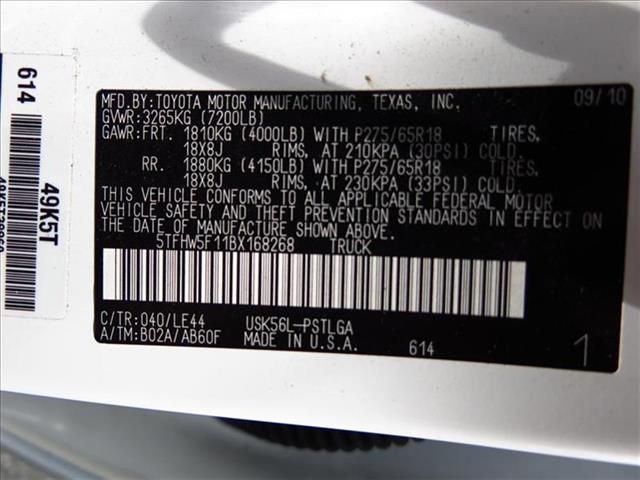 MFD.BY:TOYOTA MOTOR MANUFACTURING, TEXAS, INC. 09/10
GVWR:3265KG (7200LB)
GAWR:FRT. 1810KG (4000LB) WITH P275/65R18 TIRES,
18X8J RIMS, AT 210KPA (30PSI) COLD.
RR. 1880KG (4150LB) WITH P275/65R18 TIRES,
18X8J RIMS, AT 230KPA (33PSI) COLD.
THIS VEHICLE CONFORMS TO ALL APPLICABLE FEDERAL MOTOR
VEHICLE SAFETY AND THEFT PREVENTION STANDARDS IN EFFECT ON
THE DATE OF MANUFACTURE SHOWN ABOVE.
5TFHW5F11BX168268 TRUCK
C/TR:040/LE44 USK56L-PSTLGA
A/TM:B02A/AB60F MADE IN U.S.A. 614 1
614
49K5T